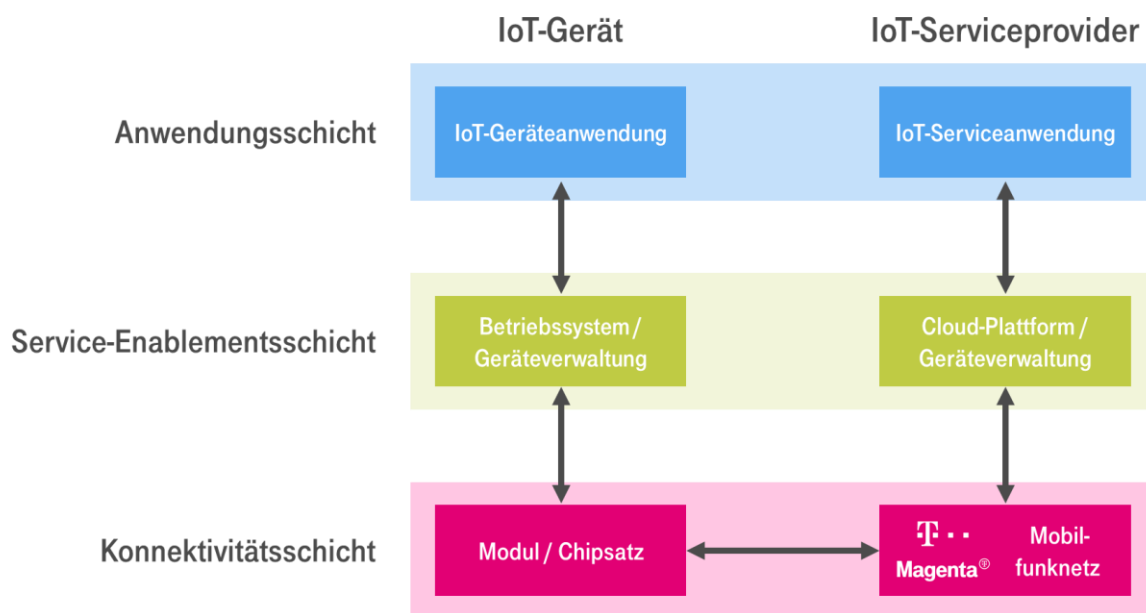 IoT-Gerät
IoT-Serviceprovider
Anwendungsschicht
IoT-Geräteanwendung
IoT-Serviceanwendung
Service-Enablementsschicht
Betriebssystem /
Geräteverwaltung
Cloud-Plattform /
Geräteverwaltung
Konnektivitätsschicht
Modul / Chipsatz
T
Magenta®
Mobil-
funknetz